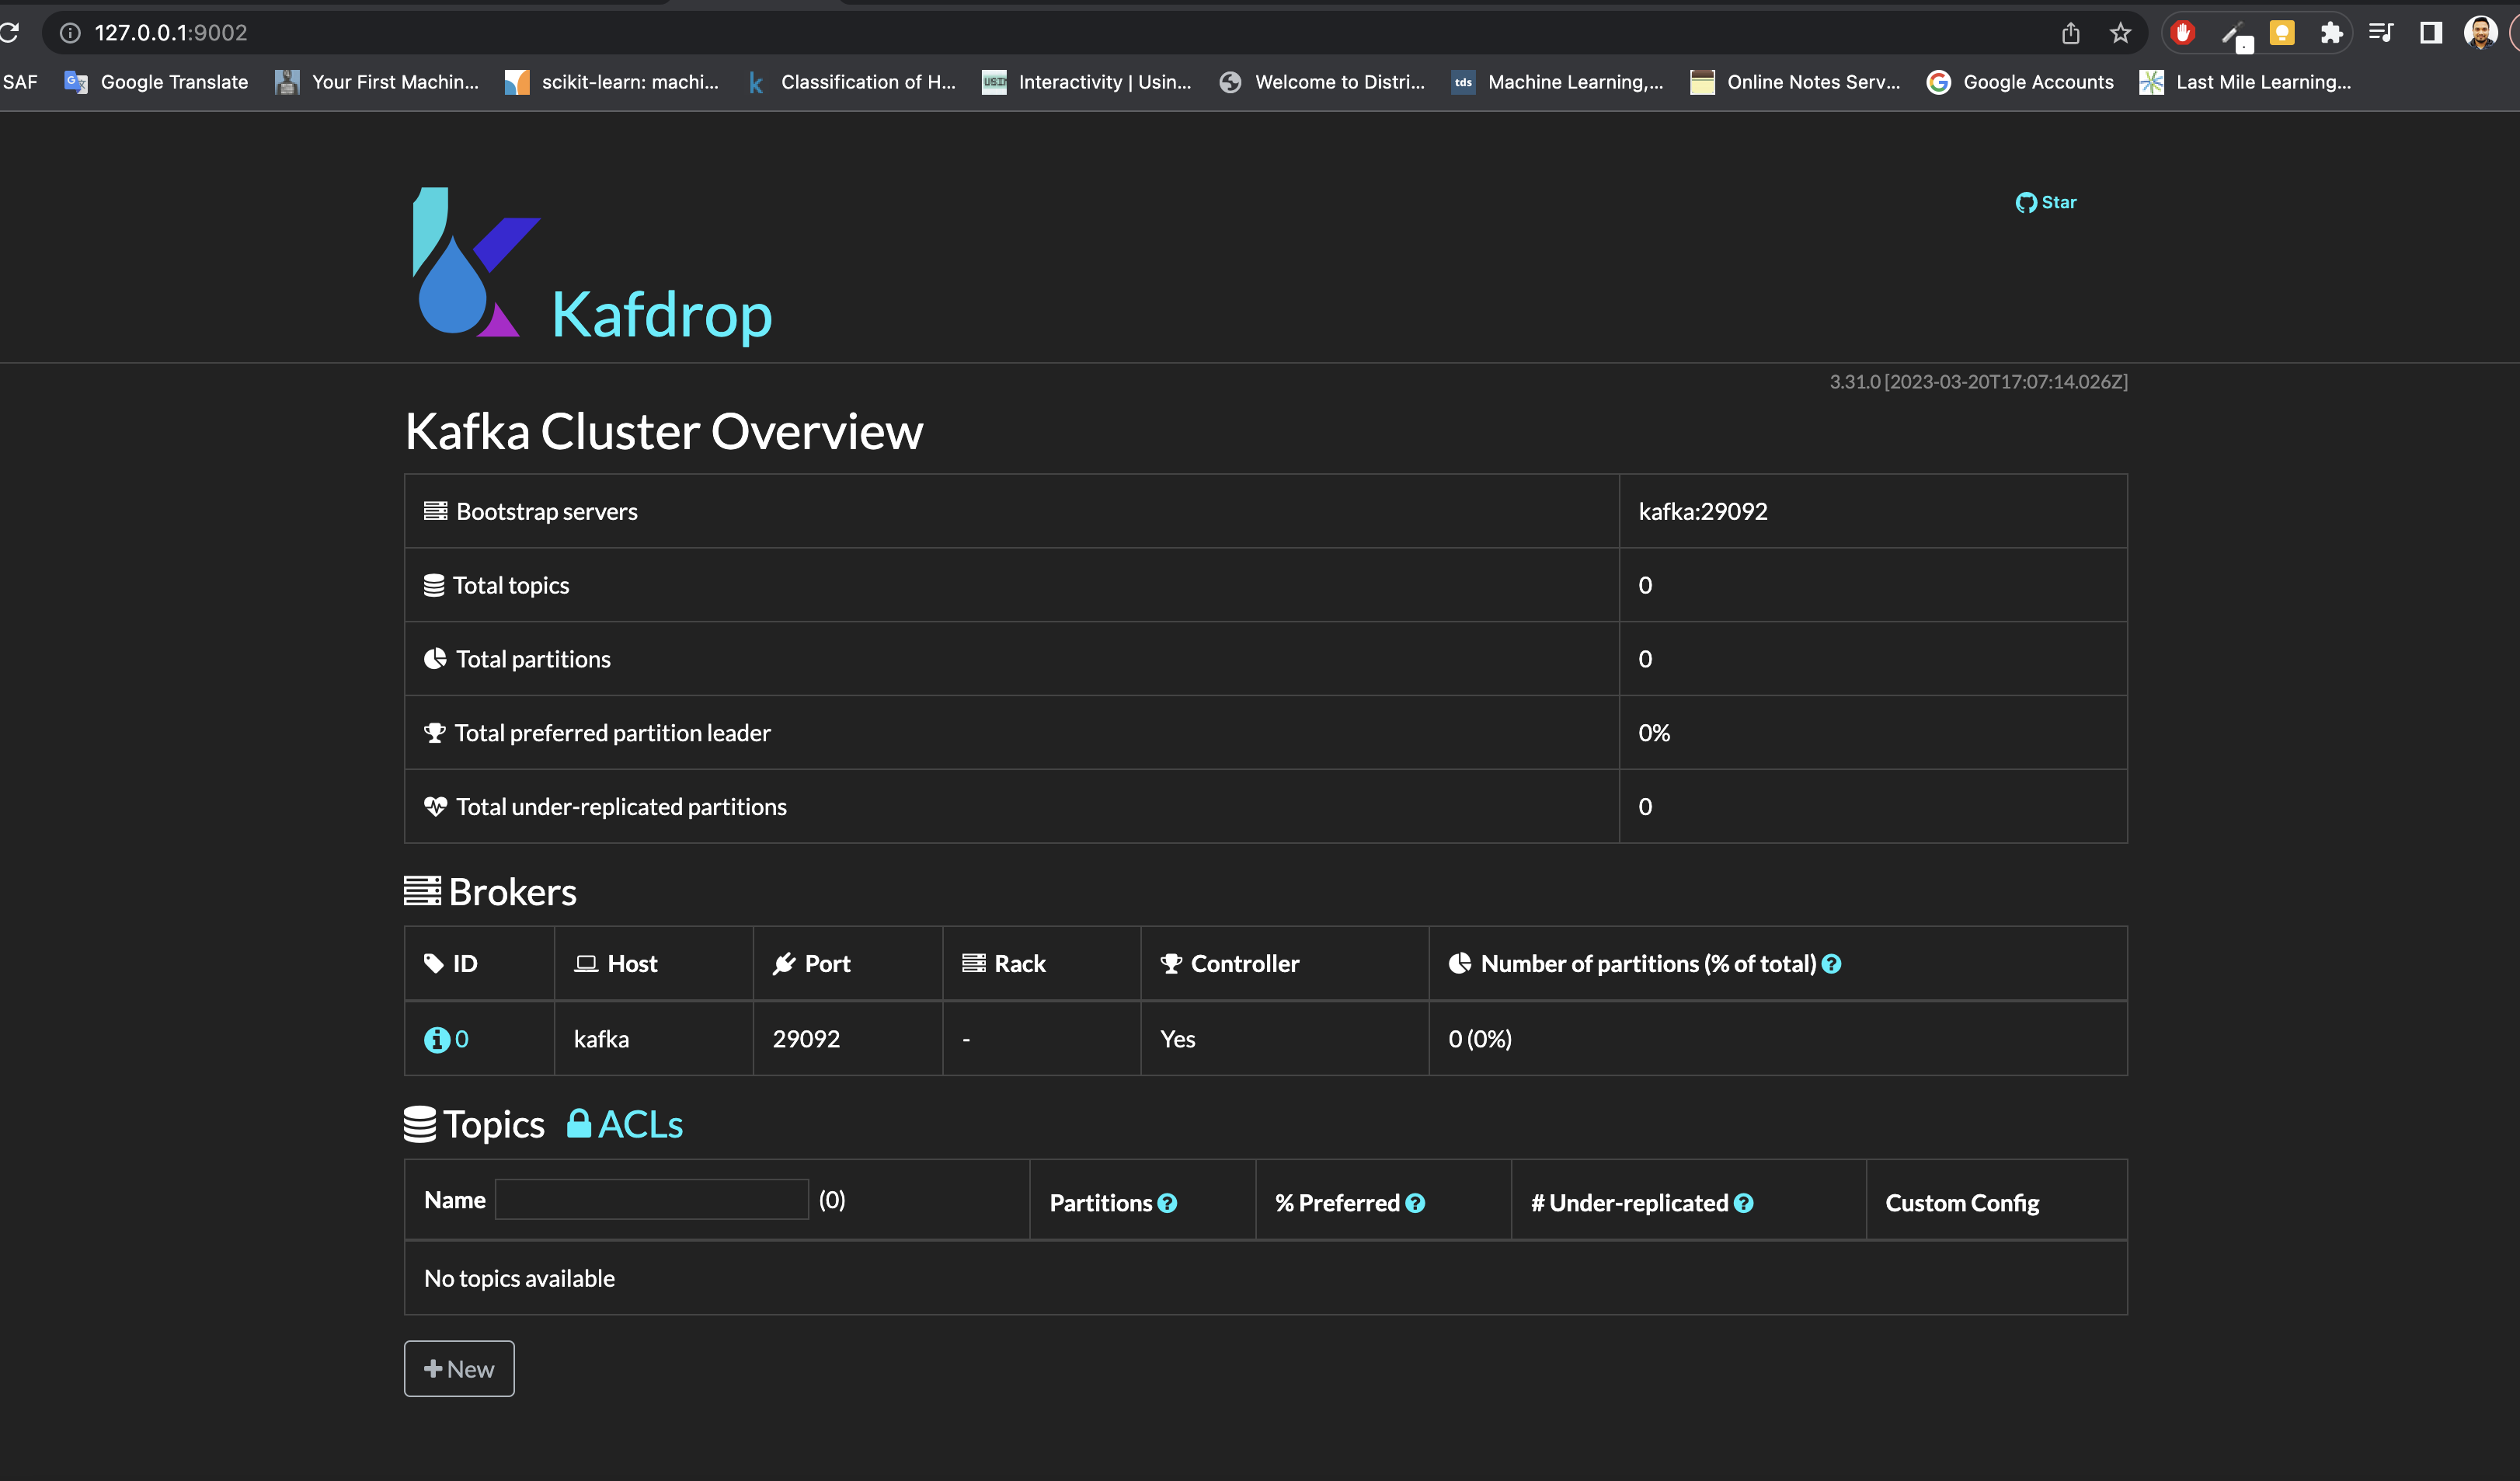 127.0.0.1:9002
SAF Google Translate Your First Machin... scikit-learn: machi... k Classification of H... USIN Interactivity | Usin... Welcome to Distri... tds Machine Learning,... Online Notes Serv... G Google Accounts Last Mile Learning...
Star
Kafdrop
3.31.0 [2023-03-20T17:07:14.026Z]
Kafka Cluster Overview
Bootstrap servers kafka:29092
Total topics 0
Total partitions 0
Total preferred partition leader 0%
Total under-replicated partitions 0
Brokers
ID Host Port Rack Controller Number of partitions (% of total)
0 kafka 29092 - Yes 0 (0%)
Topics ACLs
Name (0) Partitions % Preferred # Under-replicated Custom Config
No topics available
New